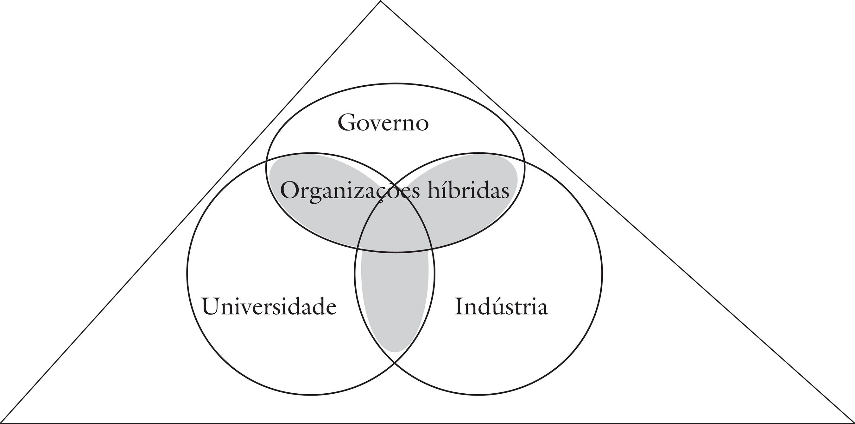 Governo
Organizações híbridas
Universidade
Indústria